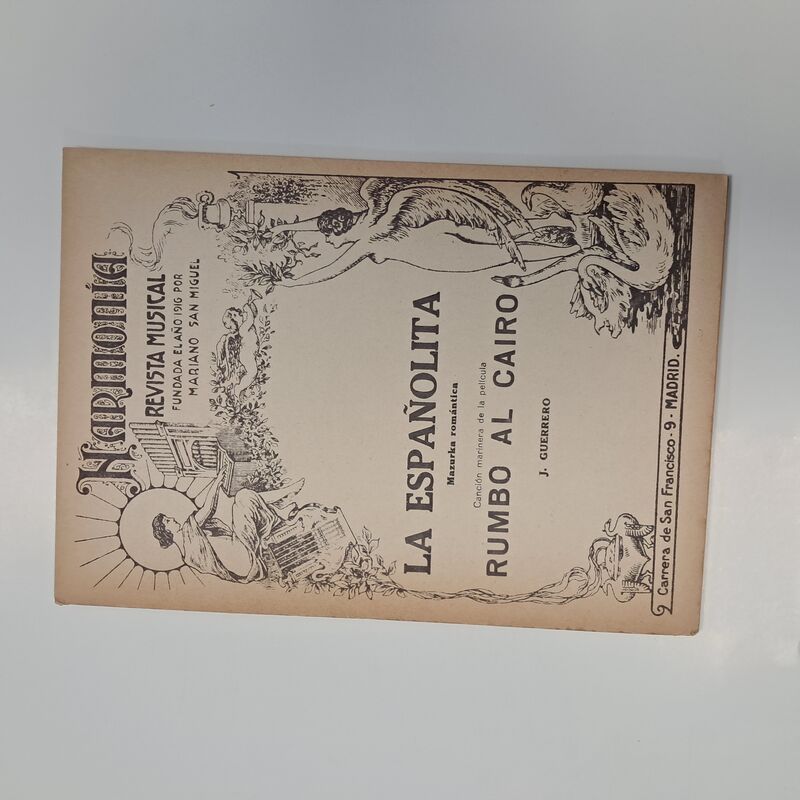 HARMONÍA
REVISTA MUSICAL
FUNDADA EL AÑO 1916 POR
MARIANO SAN MIGUEL
LA ESPAÑOLITA
Mazurka romántica
Canción marinera de la película
RUMBO AL CAIRO
J. GUERRERO
Carrera de San Francisco - 9 - MADRID.